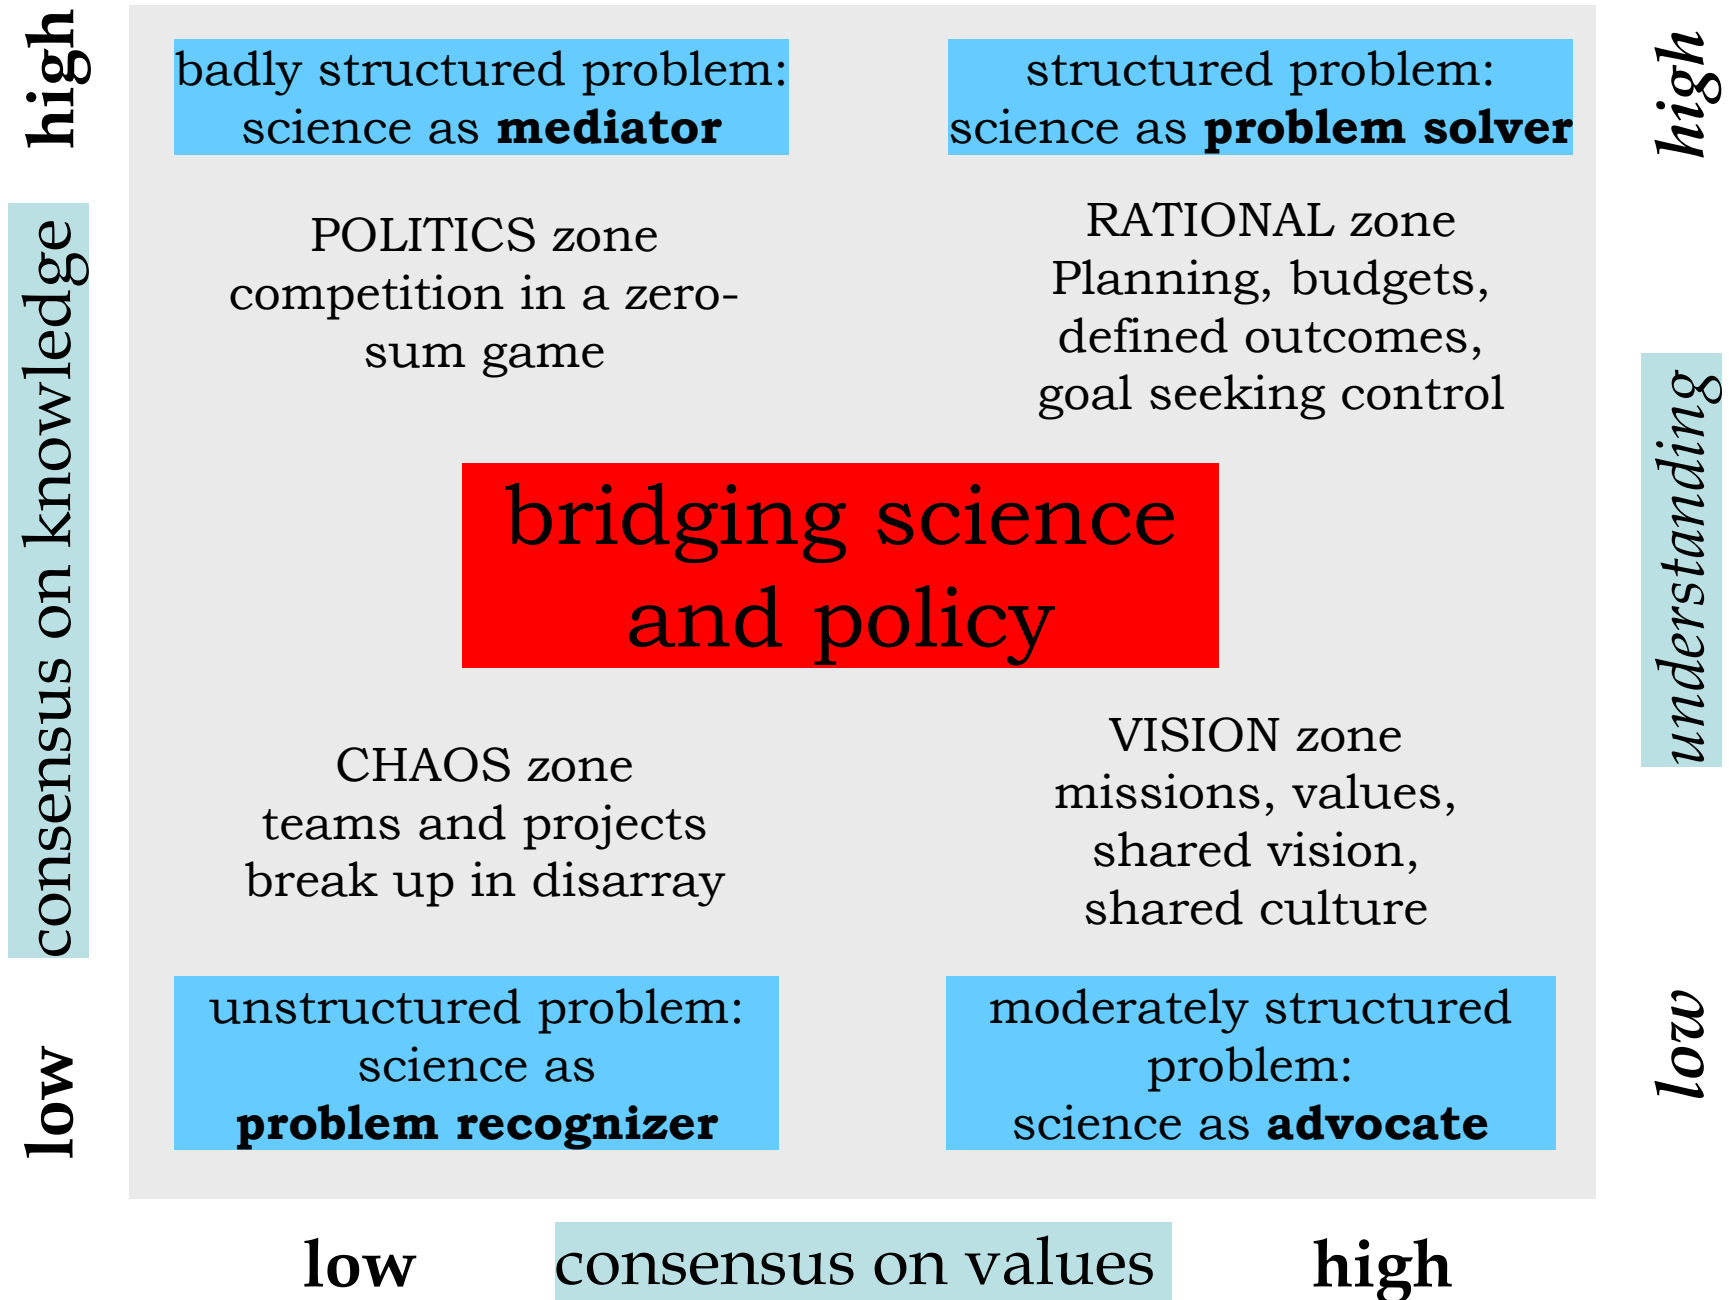 high
consensus on knowledge
low
badly structured problem:
science as mediator
POLITICS zone
competition in a zero-
sum game
structured problem:
science as problem solver
RATIONAL zone
Planning, budgets,
defined outcomes,
goal seeking control
bridging science
and policy
CHAOS zone
teams and projects
break up in disarray
unstructured problem:
science as
problem recognizer
VISION zone
missions, values,
shared vision,
shared culture
moderately structured
problem:
science as advocate
high
understanding
low
low consensus on values high